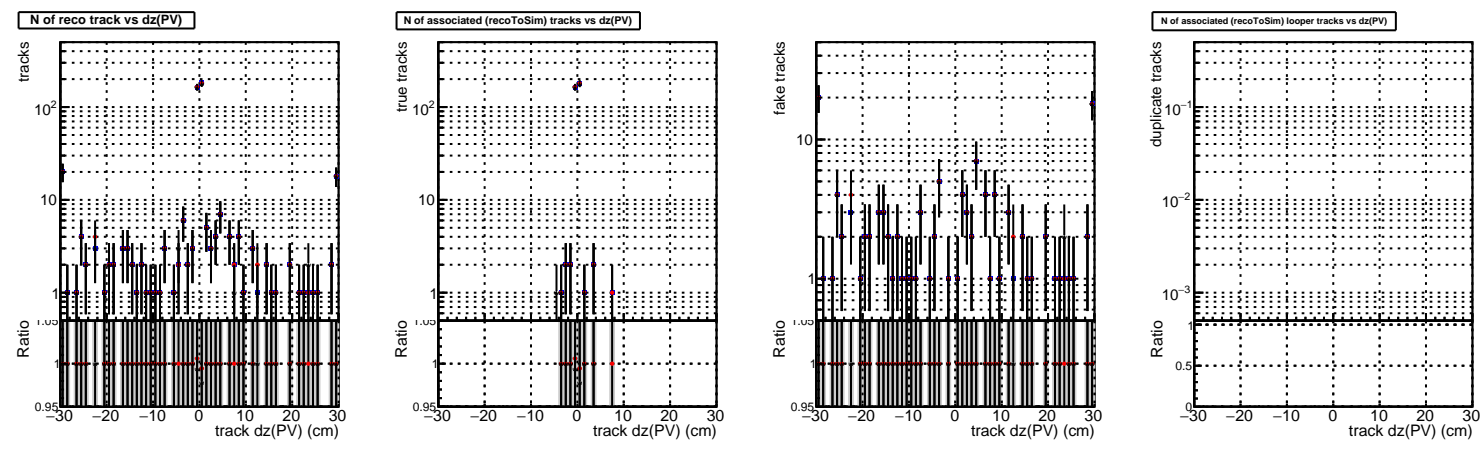 N of reco track vs dz(PV)
tracks
10²
10
1
1.05
Ratio
1
0.95
−30 −20 −10 0 10 20 30
track dz(PV) (cm)
N of associated (recoToSim) tracks vs dz(PV)
true tracks
10²
10
1
1.05
Ratio
1
0.95
−30 −20 −10 0 10 20 30
track dz(PV) (cm)
fake tracks
10
1
1.05
Ratio
1
0.95
−30 −20 −10 0 10 20 30
track dz(PV) (cm)
N of associated (recoToSim) looper tracks vs dz(PV)
duplicate tracks
10⁻¹
10⁻²
10⁻³
Ratio
1
0.5
0
−30 −20 −10 0 10 20 30
track dz(PV) (cm)